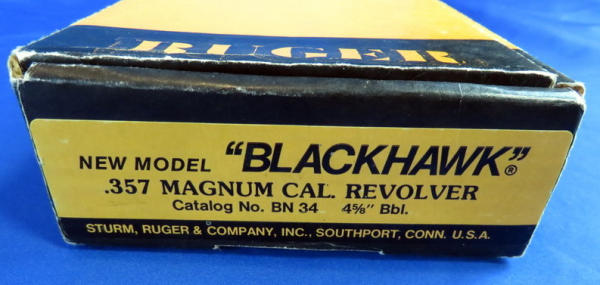 RUGER
NEW MODEL "BLACKHAWK"®
.357 MAGNUM CAL. REVOLVER
Catalog No. BN 34 4⅝" Bbl.
STURM, RUGER & COMPANY, INC., SOUTHPORT, CONN. U.S.A.